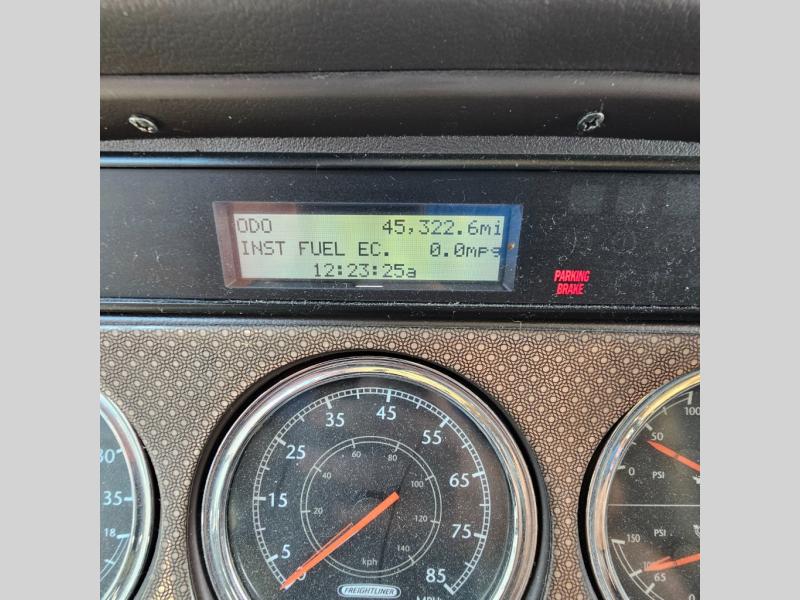 ODO 45,322.6mi
INST FUEL EC. 0.0mpg
12:23:25a
PARKING
BRAKE
5
15
25
35
45
55
65
75
85
20
40
60
80
100
120
140
kph
FREIGHTLINER
MPH
30
35
18
100
50
0
PSI
PSI
150
65
0